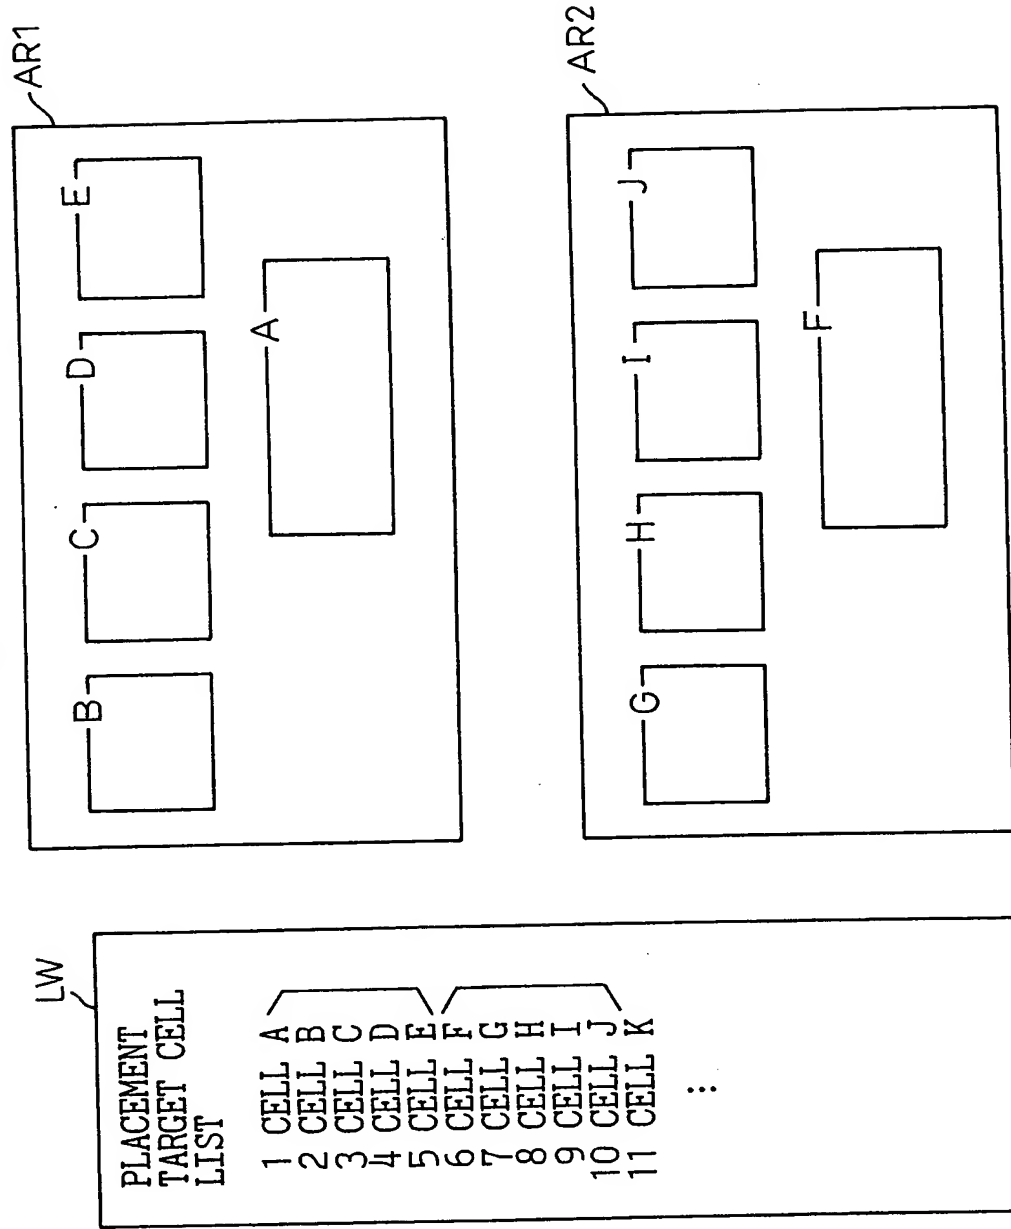 LW
PLACEMENT
TARGET CELL
LIST
1 CELL A
2 CELL B
3 CELL C
4 CELL D
5 CELL E
6 CELL F
7 CELL G
8 CELL H
9 CELL I
10 CELL J
11 CELL K
⋮
AR1
B
C
D
E
A
AR2
G
H
I
J
F